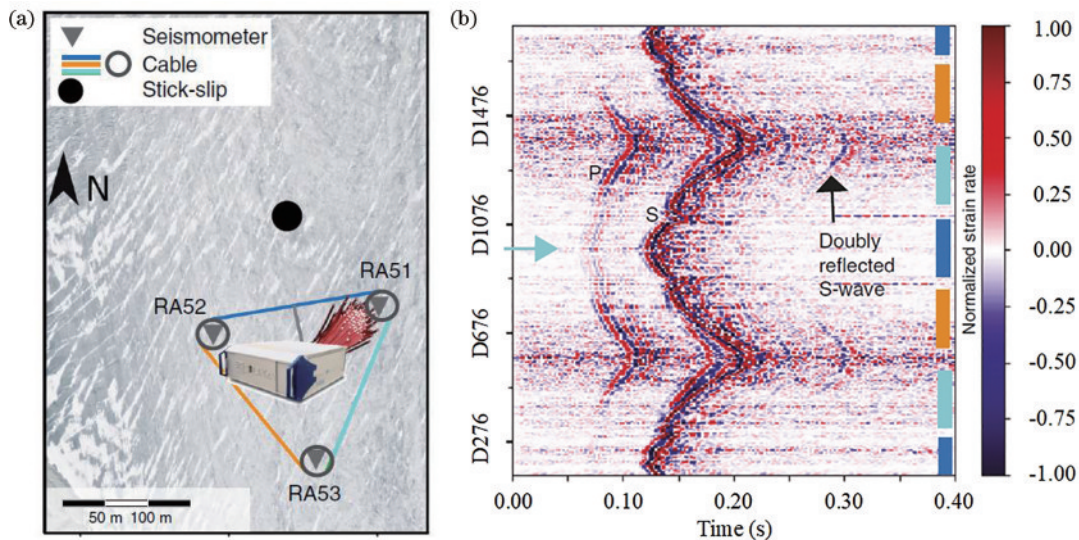 (a)
Seismometer
Cable
Stick-slip
N
RA51
RA52
RA53
50 m 100 m
(b)
D1476
D1076
D676
D276
P
S
Doubly
reflected
S-wave
0.00 0.10 0.20 0.30 0.40
Time (s)
Normalized strain rate
1.00
0.75
0.50
0.25
0.00
-0.25
-0.50
-0.75
-1.00